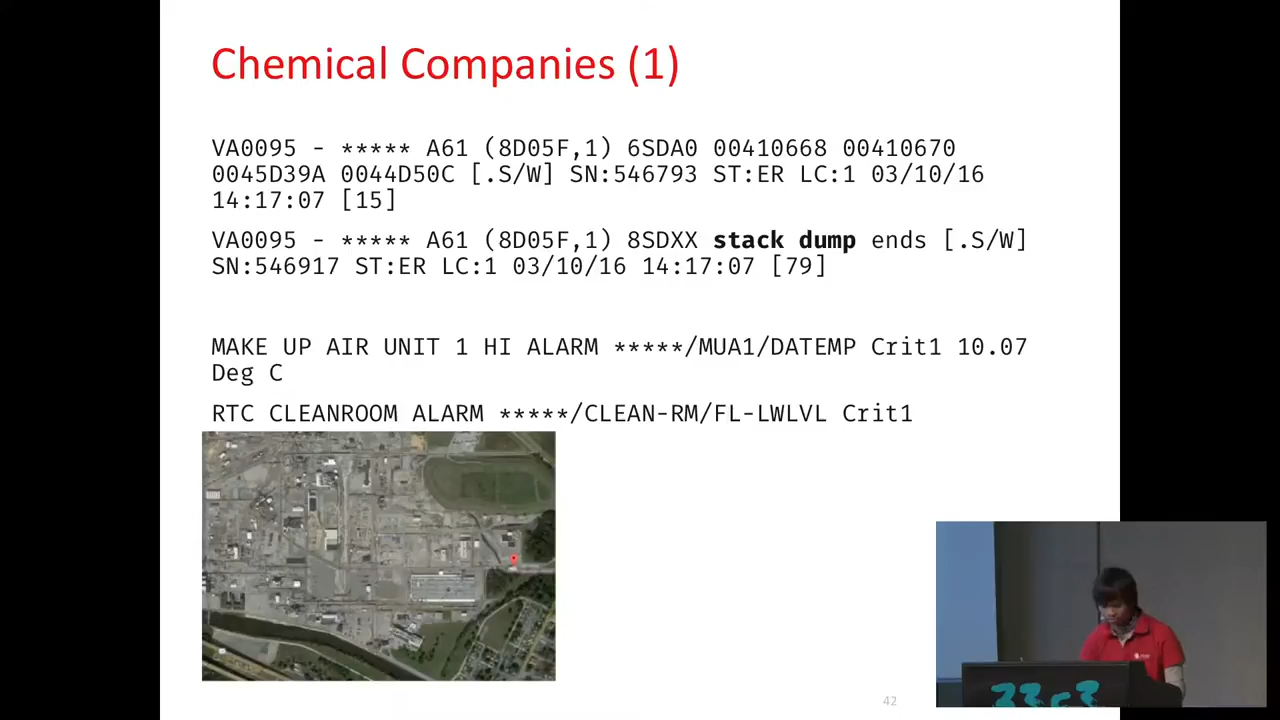 Chemical Companies (1)
VA0095 - ***** A61 (8D05F,1) 6SDA0 00410668 00410670
0045D39A 0044D50C [.S/W] SN:546793 ST:ER LC:1 03/10/16
14:17:07 [15]
VA0095 - ***** A61 (8D05F,1) 8SDXX stack dump ends [.S/W]
SN:546917 ST:ER LC:1 03/10/16 14:17:07 [79]
MAKE UP AIR UNIT 1 HI ALARM *****/MUA1/DATEMP Crit1 10.07
Deg C
RTC CLEANROOM ALARM *****/CLEAN-RM/FL-LWLVL Crit1
42
33c3